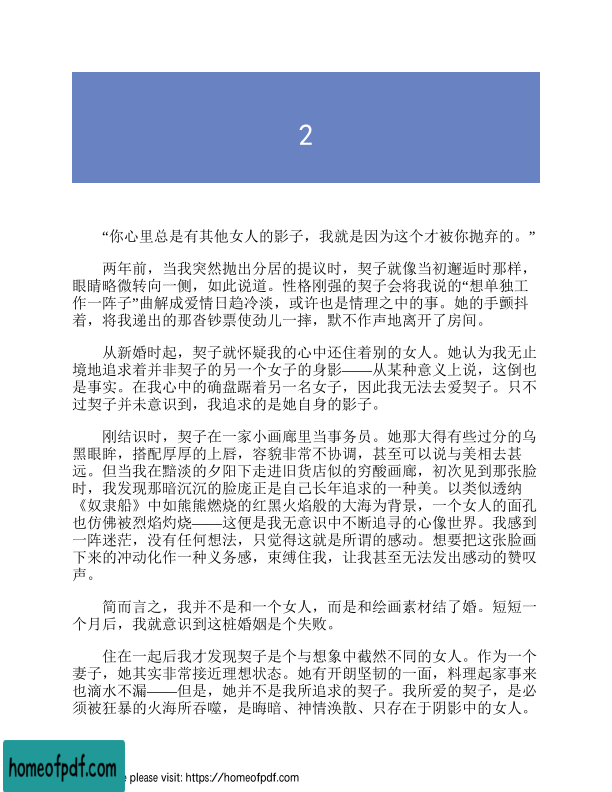 2
“你心里总是有其他女人的影子，我就是因为这个才被你抛弃的。”
两年前，当我突然抛出分居的提议时，契子就像当初邂逅时那样，
眼睛略微转向一侧，如此说道。性格刚强的契子会将我说的“想单独工
作一阵子”曲解成爱情日趋冷淡，或许也是情理之中的事。她的手颤抖
着，将我递出的那沓钞票使劲儿一摔，默不作声地离开了房间。
从新婚时起，契子就怀疑我的心中还住着别的女人。她认为我无止
境地追求着并非契子的另一个女子的身影——从某种意义上说，这倒也
是事实。在我心中的确盘踞着另一名女子，因此我无法去爱契子。只不
过契子并未意识到，我追求的是她自身的影子。
刚结识时，契子在一家小画廊里当事务员。她那大得有些过分的乌
黑眼眸，搭配厚厚的上唇，容貌非常不协调，甚至可以说与美相去甚
远。但当我在黯淡的夕阳下走进旧货店似的穷酸画廊，初次见到那张脸
时，我发现那暗沉沉的脸庞正是自己长年追求的一种美。以类似透纳
《奴隶船》中如熊熊燃烧的红黑火焰般的大海为背景，一个女人的面孔
也仿佛被烈焰灼烧——这便是我无意识中不断追寻的心像世界。我感到
一阵迷茫，没有任何想法，只觉得这就是所谓的感动。想要把这张脸画
下来的冲动化作一种义务感，束缚住我，让我甚至无法发出感动的赞叹
声。
简而言之，我并不是和一个女人，而是和绘画素材结了婚。短短一
个月后，我就意识到这桩婚姻是个失败。
住在一起后我才发现契子是个与想象中截然不同的女人。作为一个
妻子，她其实非常接近理想状态。她有开朗坚韧的一面，料理起家事来
也滴水不漏——但是，她并不是我所追求的契子。我所爱的契子，是必
须被狂暴的火海所吞噬，是晦暗、神情涣散、只存在于阴影中的女人。
homeofpdf.com
e please visit: https://homeofpdf.com